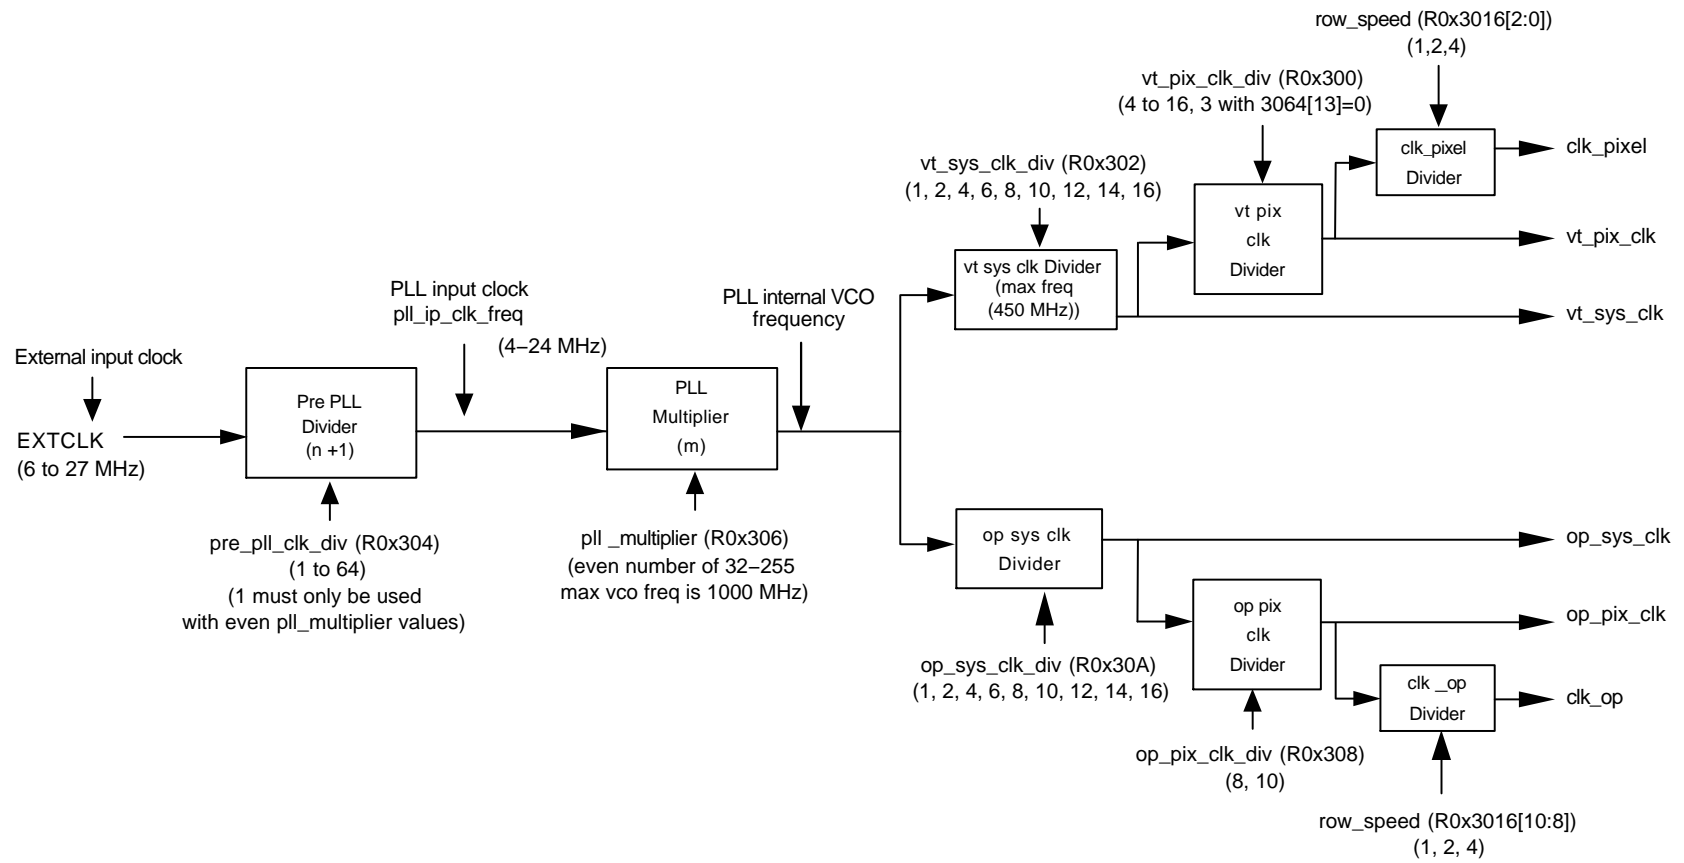 row_speed (R0x3016[2:0])
(1,2,4)
vt_pix_clk_div (R0x300)
(4 to 16, 3 with 3064[13]=0)
clk_pixel
Divider
clk_pixel
vt_sys_clk_div (R0x302)
(1, 2, 4, 6, 8, 10, 12, 14, 16)
vt pix
clk
Divider
vt_pix_clk
vt sys clk Divider
(max freq
(450 MHz))
vt_sys_clk
PLL input clock
pll_ip_clk_freq
(4–24 MHz)
PLL internal VCO
frequency
External input clock
EXTCLK
(6 to 27 MHz)
Pre PLL
Divider
(n +1)
PLL
Multiplier
(m)
pre_pll_clk_div (R0x304)
(1 to 64)
(1 must only be used
with even pll_multiplier values)
pll _multiplier (R0x306)
(even number of 32–255
max vco freq is 1000 MHz)
op sys clk
Divider
op_sys_clk
op pix
clk
Divider
op_pix_clk
op_sys_clk_div (R0x30A)
(1, 2, 4, 6, 8, 10, 12, 14, 16)
clk _op
Divider
clk_op
op_pix_clk_div (R0x308)
(8, 10)
row_speed (R0x3016[10:8])
(1, 2, 4)